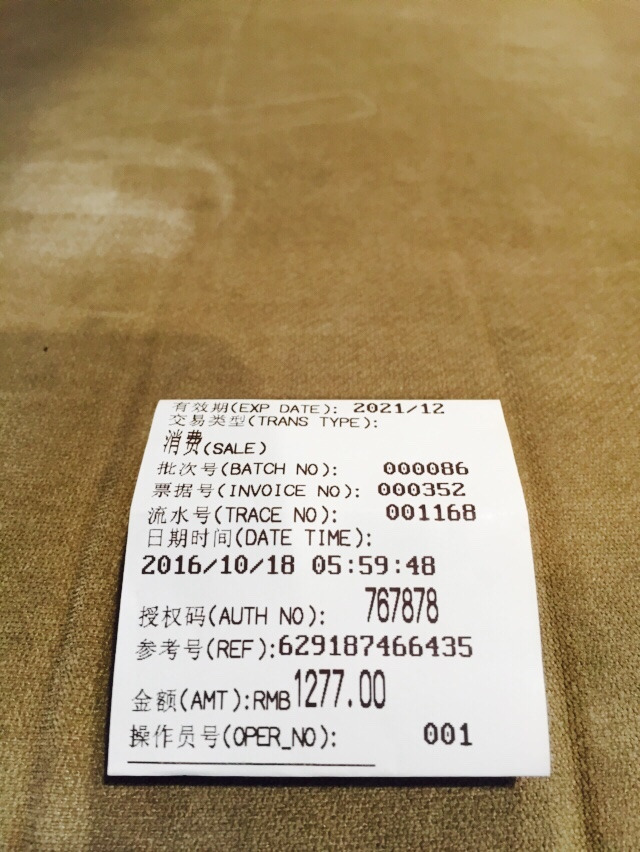 有效期(EXP DATE): 2021/12
交易类型(TRANS TYPE):
消费(SALE)
批次号(BATCH NO): 000086
票据号(INVOICE NO): 000352
流水号(TRACE NO): 001168
日期时间(DATE TIME):
2016/10/18 05:59:48
授权码(AUTH NO): 767878
参考号(REF):629187466435
金额(AMT):RMB1277.00
操作员号(OPER_NO): 001